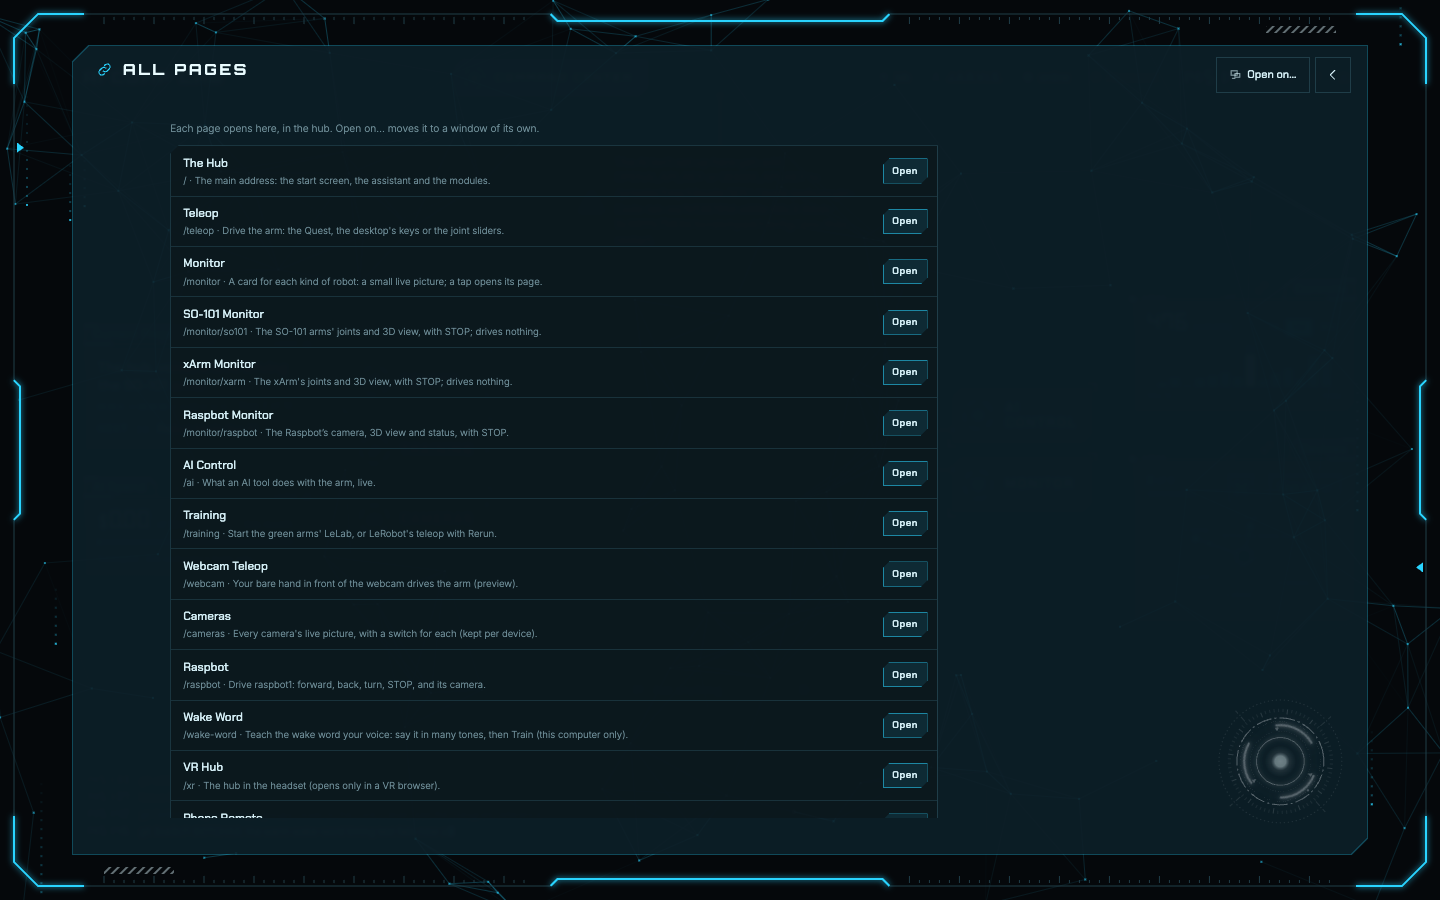 ALL PAGES
Open on...
Each page opens here, in the hub. Open on... moves it to a window of its own.
The Hub
Open
/ · The main address: the start screen, the assistant and the modules.
Teleop
Open
/teleop · Drive the arm: the Quest, the desktop's keys or the joint sliders.
Monitor
Open
/monitor · A card for each kind of robot: a small live picture; a tap opens its page.
SO-101 Monitor
Open
/monitor/so101 · The SO-101 arms' joints and 3D view, with STOP; drives nothing.
xArm Monitor
Open
/monitor/xarm · The xArm's joints and 3D view, with STOP; drives nothing.
Raspbot Monitor
Open
/monitor/raspbot · The Raspbot's camera, 3D view and status, with STOP.
AI Control
Open
/ai · What an AI tool does with the arm, live.
Training
Open
/training · Start the green arms' LeLab, or LeRobot's teleop with Rerun.
Webcam Teleop
Open
/webcam · Your bare hand in front of the webcam drives the arm (preview).
Cameras
Open
/cameras · Every camera's live picture, with a switch for each (kept per device).
Raspbot
Open
/raspbot · Drive raspbot1: forward, back, turn, STOP, and its camera.
Wake Word
Open
/wake-word · Teach the wake word your voice: say it in many tones, then Train (this computer only).
VR Hub
Open
/xr · The hub in the headset (opens only in a VR browser).
Phone Remote